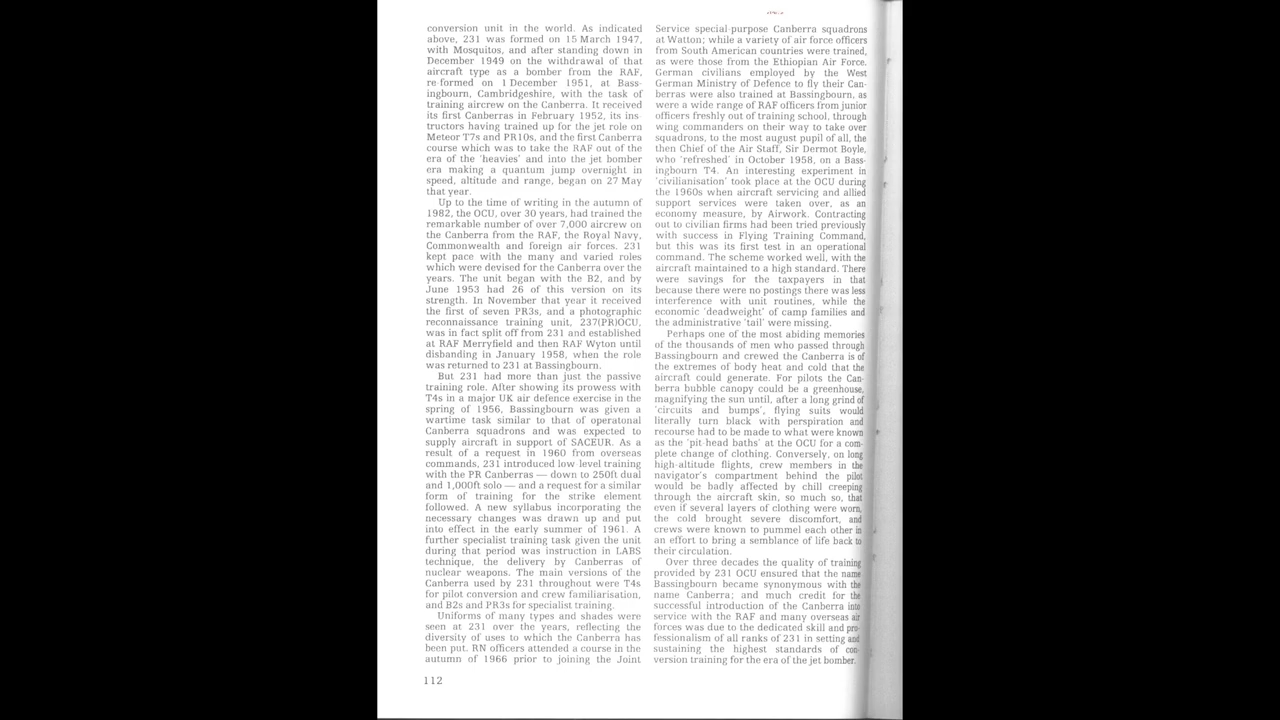 conversion unit in the world. As indicated
above, 231 was formed on 15 March 1947,
with Mosquitos, and after standing down in
December 1949 on the withdrawal of that
aircraft type as a bomber from the RAF,
re-formed on 1 December 1951, at Bass-
ingbourn, Cambridgeshire, with the task of
training aircrew on the Canberra. It received
its first Canberras in February 1952, its ins-
tructors having trained up for the jet role on
Meteor T7s and PR10s, and the first Canberra
course which was to take the RAF out of the
era of the 'heavies' and into the jet bomber
era making a quantum jump overnight in
speed, altitude and range, began on 27 May
that year.
Up to the time of writing in the autumn of
1982, the OCU, over 30 years, had trained the
remarkable number of over 7,000 aircrew on
the Canberra from the RAF, the Royal Navy,
Commonwealth and foreign air forces. 231
kept pace with the many and varied roles
which were devised for the Canberra over the
years. The unit began with the B2, and by
June 1953 had 26 of this version on its
strength. In November that year it received
the first of seven PR3s, and a photographic
reconnaissance training unit, 237(PR)OCU,
was in fact split off from 231 and established
at RAF Merryfield and then RAF Wyton until
disbanding in January 1958, when the role
was returned to 231 at Bassingbourn.
But 231 had more than just the passive
training role. After showing its prowess with
T4s in a major UK air defence exercise in the
spring of 1956, Bassingbourn was given a
wartime task similar to that of operatonal
Canberra squadrons and was expected to
supply aircraft in support of SACEUR. As a
result of a request in 1960 from overseas
commands, 231 introduced low-level training
with the PR Canberras — down to 250ft dual
and 1,000ft solo — and a request for a similar
form of training for the strike element
followed. A new syllabus incorporating the
necessary changes was drawn up and put
into effect in the early summer of 1961. A
further specialist training task given the unit
during that period was instruction in LABS
technique, the delivery by Canberras of
nuclear weapons. The main versions of the
Canberra used by 231 throughout were T4s
for pilot conversion and crew familiarisation,
and B2s and PR3s for specialist training.
Uniforms of many types and shades were
seen at 231 over the years, reflecting the
diversity of uses to which the Canberra has
been put. RN officers attended a course in the
autumn of 1966 prior to joining the Joint
112
Service special-purpose Canberra squadrons
at Watton; while a variety of air force officers
from South American countries were trained,
as were those from the Ethiopian Air Force.
German civilians employed by the West
German Ministry of Defence to fly their Can-
berras were also trained at Bassingbourn, as
were a wide range of RAF officers from junior
officers freshly out of training school, through
wing commanders on their way to take over
squadrons, to the most august pupil of all, the
then Chief of the Air Staff, Sir Dermot Boyle,
who 'refreshed' in October 1958, on a Bass-
ingbourn T4. An interesting experiment in
'civilianisation' took place at the OCU during
the 1960s when aircraft servicing and allied
support services were taken over, as an
economy measure, by Airwork. Contracting
out to civilian firms had been tried previously
with success in Flying Training Command,
but this was its first test in an operational
command. The scheme worked well, with the
aircraft maintained to a high standard. There
were savings for the taxpayers in that
because there were no postings there was less
interference with unit routines, while the
economic 'deadweight' of camp families and
the administrative 'tail' were missing.
Perhaps one of the most abiding memories
of the thousands of men who passed through
Bassingbourn and crewed the Canberra is of
the extremes of body heat and cold that the
aircraft could generate. For pilots the Can-
berra bubble canopy could be a greenhouse,
magnifying the sun until, after a long grind of
'circuits and bumps', flying suits would
literally turn black with perspiration and
recourse had to be made to what were known
as the 'pit-head baths' at the OCU for a com-
plete change of clothing. Conversely, on long
high-altitude flights, crew members in the
navigator's compartment behind the pilot
would be badly affected by chill creeping
through the aircraft skin, so much so, that
even if several layers of clothing were worn,
the cold brought severe discomfort, and
crews were known to pummel each other in
an effort to bring a semblance of life back to
their circulation.
Over three decades the quality of training
provided by 231 OCU ensured that the name
Bassingbourn became synonymous with the
name Canberra; and much credit for the
successful introduction of the Canberra into
service with the RAF and many overseas air
forces was due to the dedicated skill and pro-
fessionalism of all ranks of 231 in setting and
sustaining the highest standards of con-
version training for the era of the jet bomber.